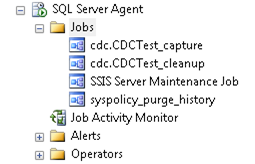 SQL Server Agent
Jobs
cdc.CDCTest_capture
cdc.CDCTest_cleanup
SSIS Server Maintenance Job
syspolicy_purge_history
Job Activity Monitor
Alerts
Operators